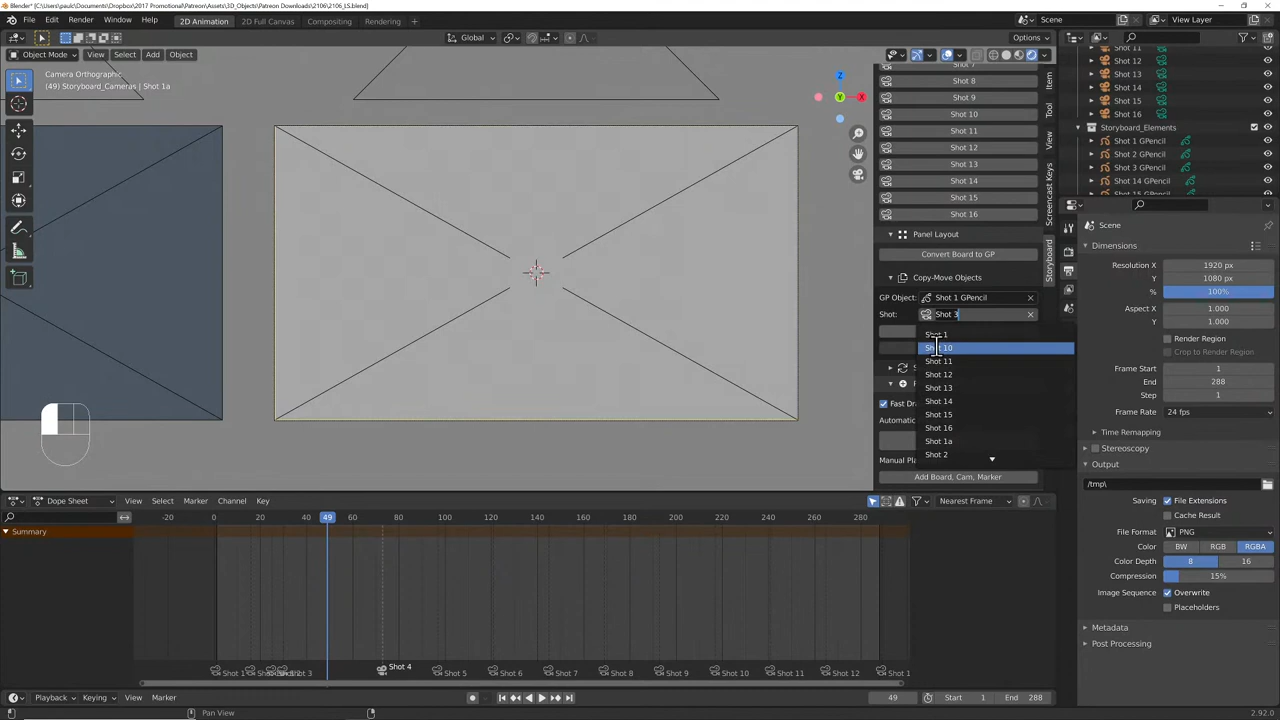 Blender* [C:\Users\paulc\Documents\Dropbox\2017 Promotional\Patreon\Assets\3D_Objects\Patreon Downloads\2106\2106_LS.blend]
File Edit Render Window Help 2D Animation 2D Full Canvas Compositing Rendering Scene View Layer
Global Options
Object Mode View Select Add Object
Camera Orthographic
(49) Storyboard_Cameras | Shot 1a
Z
Y
X
Shot 8
Shot 9
Shot 10
Shot 11
Shot 12
Shot 13
Shot 14
Shot 15
Shot 16
Panel Layout
Convert Board to GP
Copy-Move Objects
GP Object: Shot 1 GPencil
Shot: Shot 3
Shot 1
Shot 10
Shot 11
Shot 12
Shot 13
Shot 14
Shot 15
Shot 16
Shot 1a
Shot 2
Add Board, Cam, Marker
Item
Tool
View
Screencast Keys
Storyboard
Shot 11
Shot 12
Shot 13
Shot 14
Shot 15
Shot 16
Storyboard_Elements
Shot 1 GPencil
Shot 2 GPencil
Shot 3 GPencil
Shot 14 GPencil
Shot 15 GPencil
Scene
Dimensions
Resolution X 1920 px
Y 1080 px
% 100%
Aspect X 1.000
Y 1.000
Render Region
Crop to Render Region
Frame Start 1
End 288
Step 1
Frame Rate 24 fps
Time Remapping
Stereoscopy
Output
/tmp\
Saving File Extensions
Cache Result
File Format PNG
Color BW RGB RGBA
Color Depth 8 16
Compression 15%
Image Sequence Overwrite
Placeholders
Metadata
Post Processing
Dope Sheet View Select Marker Channel Key Nearest Frame
-20 0 20 40 49 60 80 100 120 140 160 180 200 220 240 260 280
Summary
Shot 1 Shot 3 Shot 4 Shot 5 Shot 6 Shot 7 Shot 8 Shot 9 Shot 10 Shot 11 Shot 12 Shot 1
Playback Keying View Marker 49 Start 1 End 288
Pan View 2.92.0